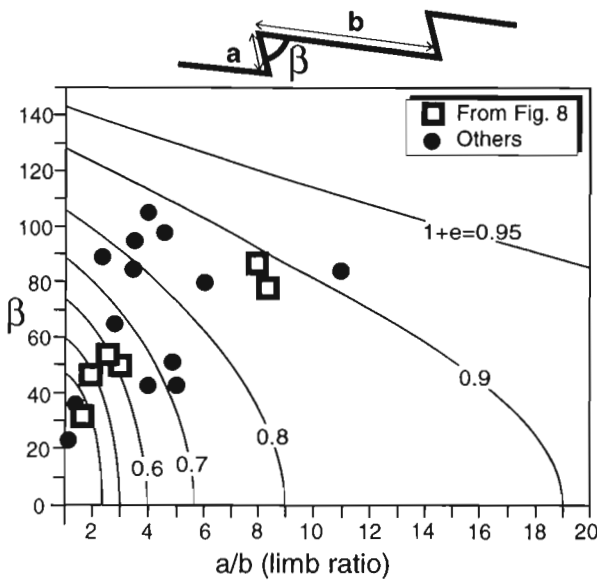 b
a
β
From Fig. 8
Others
140
120
100
80
60
40
20
0
β
1+e=0.95
0.9
0.8
0.7
0.6
2 4 6 8 10 12 14 16 18 20
a/b (limb ratio)